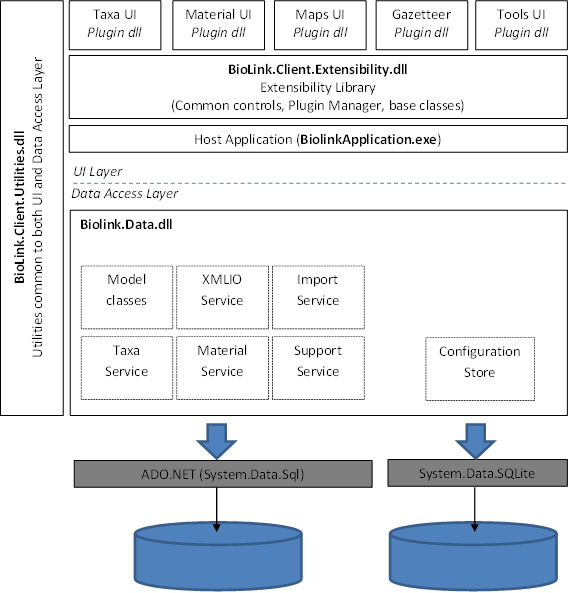 Taxa UI
Plugin dll
Material UI
Plugin dll
Maps UI
Plugin dll
Gazetteer
Plugin dll
Tools UI
Plugin dll
BioLink.Client.Utilities.dll
Utilities common to both UI and Data Access Layer
BioLink.Client.Extensibility.dll
Extensibility Library
(Common controls, Plugin Manager, base classes)
Host Application (BiolinkApplication.exe)
UI Layer
Data Access Layer
Biolink.Data.dll
Model
classes
XMLIO
Service
Import
Service
Taxa
Service
Material
Service
Support
Service
Configuration
Store
ADO.NET (System.Data.Sql)
System.Data.SQLite